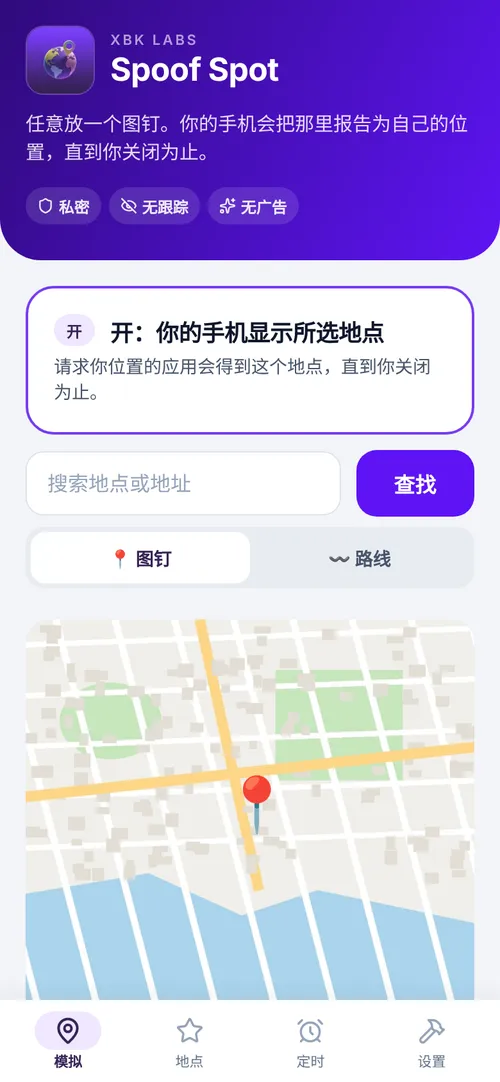 XBK LABS
Spoof Spot
任意放一个图钉。你的手机会把那里报告为自己的位
置，直到你关闭为止。
私密
无跟踪
无广告
开
开：你的手机显示所选地点
请求你位置的应用会得到这个地点，直到你关闭
为止。
搜索地点或地址
查找
图钉
路线
模拟
地点
定时
设置